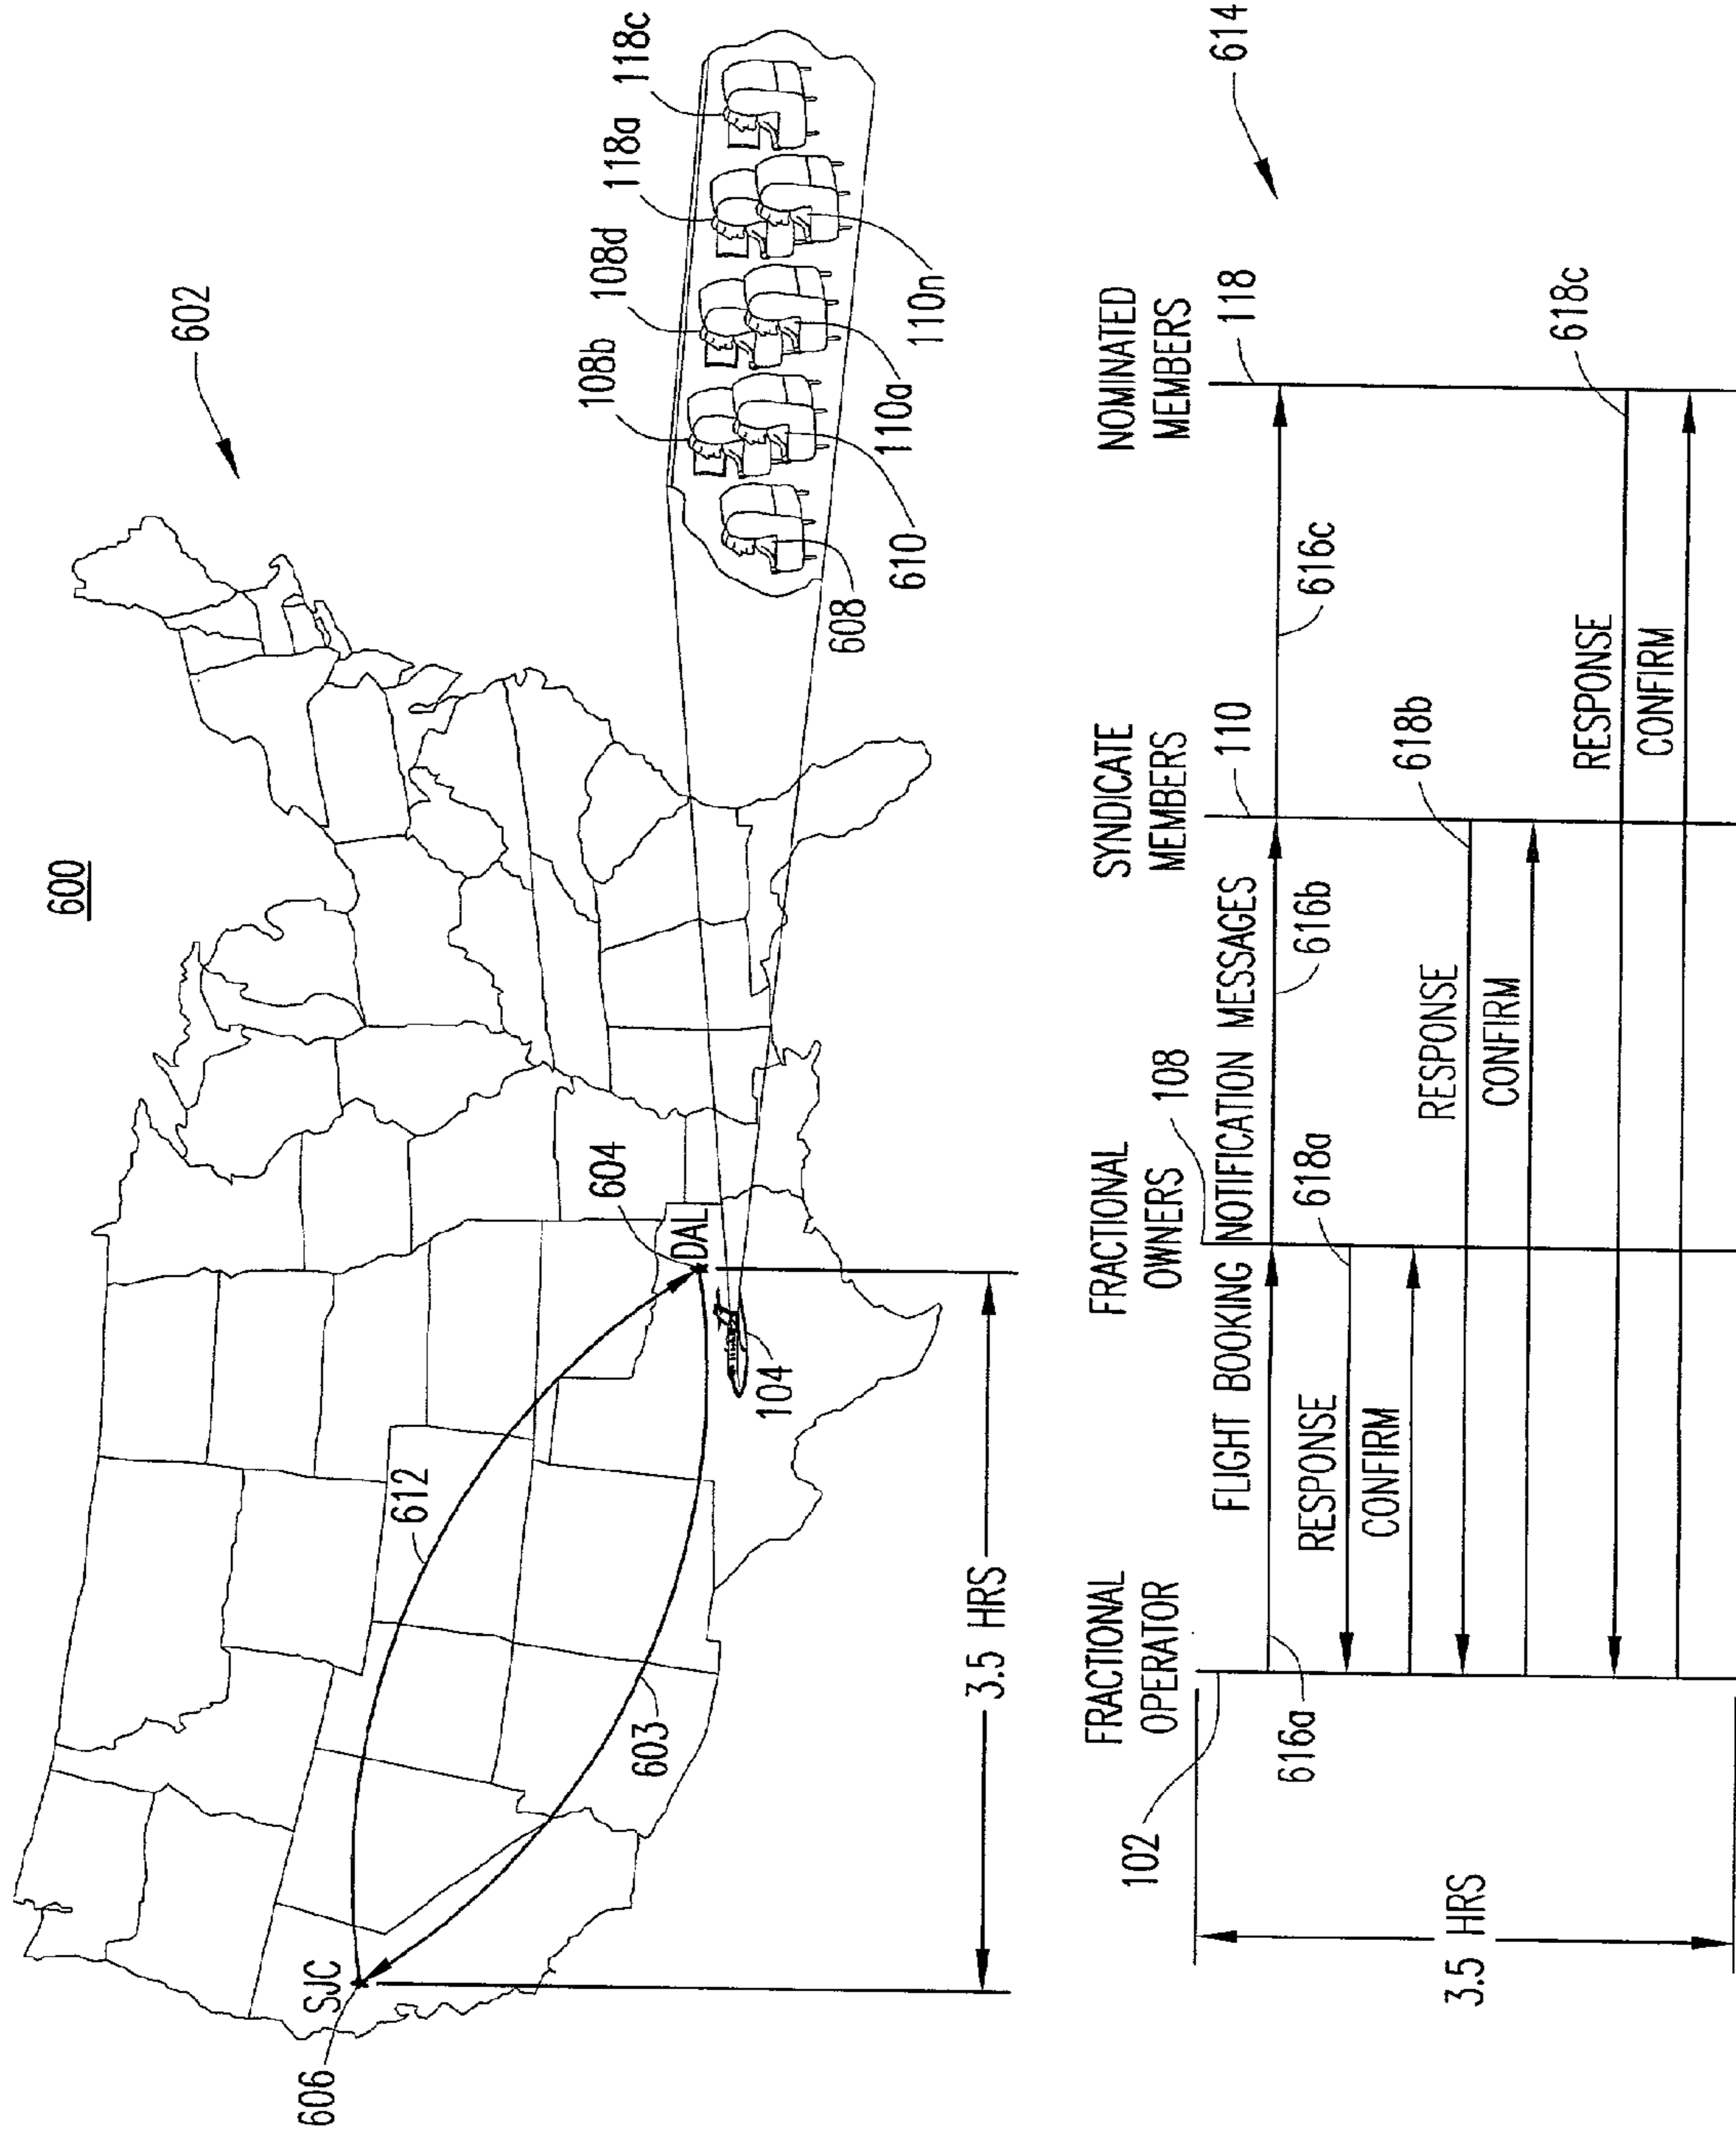 600
602
SJC
606
612
603
604
DAL
104
3.5 HRS
108b
108d
118a
118c
608
610
110a
110n
614
FRACTIONAL
OPERATOR
102
FRACTIONAL
OWNERS
108
SYNDICATE
MEMBERS
110
NOMINATED
MEMBERS
118
FLIGHT BOOKING NOTIFICATION MESSAGES
616a
616b
616c
RESPONSE
618a
CONFIRM
RESPONSE
618b
CONFIRM
RESPONSE
618c
CONFIRM
3.5 HRS